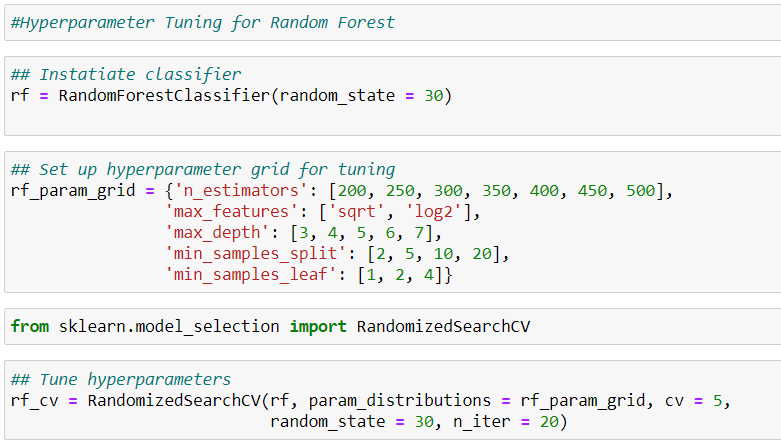 #Hyperparameter Tuning for Random Forest
## Instatiate classifier
rf = RandomForestClassifier(random_state = 30)
## Set up hyperparameter grid for tuning
rf_param_grid = {'n_estimators': [200, 250, 300, 350, 400, 450, 500],
'max_features': ['sqrt', 'log2'],
'max_depth': [3, 4, 5, 6, 7],
'min_samples_split': [2, 5, 10, 20],
'min_samples_leaf': [1, 2, 4]}
from sklearn.model_selection import RandomizedSearchCV
## Tune hyperparameters
rf_cv = RandomizedSearchCV(rf, param_distributions = rf_param_grid, cv = 5,
random_state = 30, n_iter = 20)